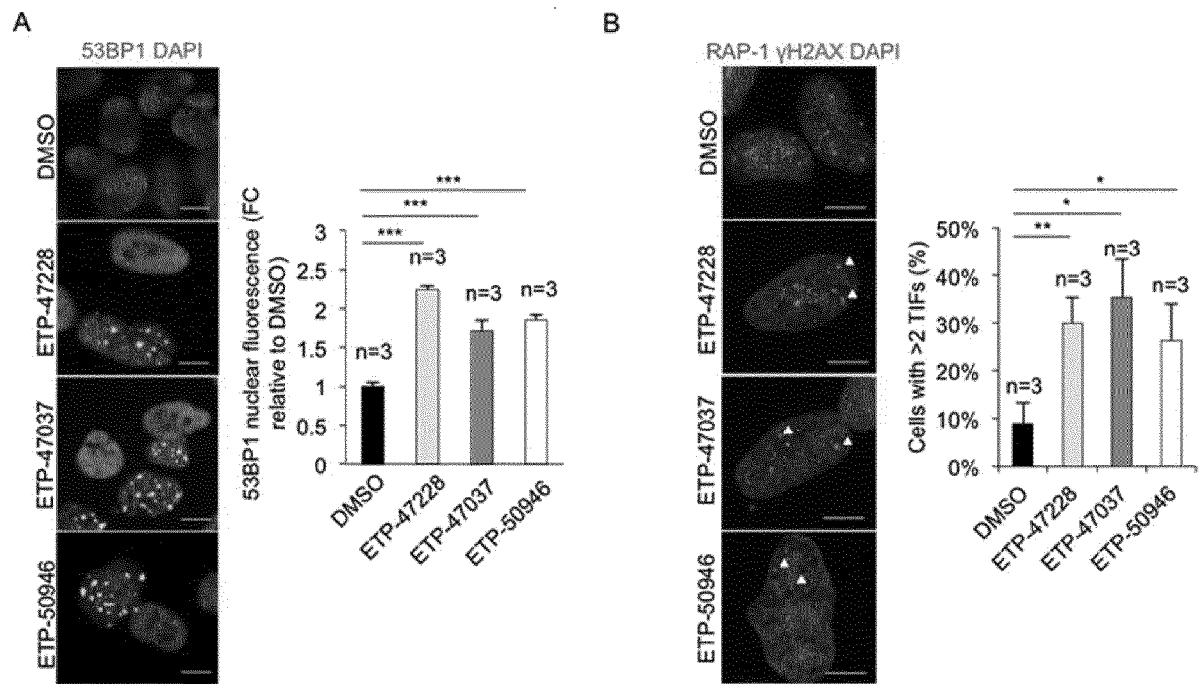 A
53BP1 DAPI
DMSO
ETP-47228
ETP-47037
ETP-50946
53BP1 nuclear fluorescence (FC
relative to DMSO)
***
***
***
3
2.5
2
1.5
1
0.5
0
n=3
n=3
n=3
n=3
DMSO
ETP-47228
ETP-47037
ETP-50946
B
RAP-1 γH2AX DAPI
DMSO
ETP-47228
ETP-47037
ETP-50946
Cells with >2 TIFs (%)
*
*
**
50%
40%
30%
20%
10%
0%
n=3
n=3
n=3
n=3
DMSO
ETP-47228
ETP-47037
ETP-50946